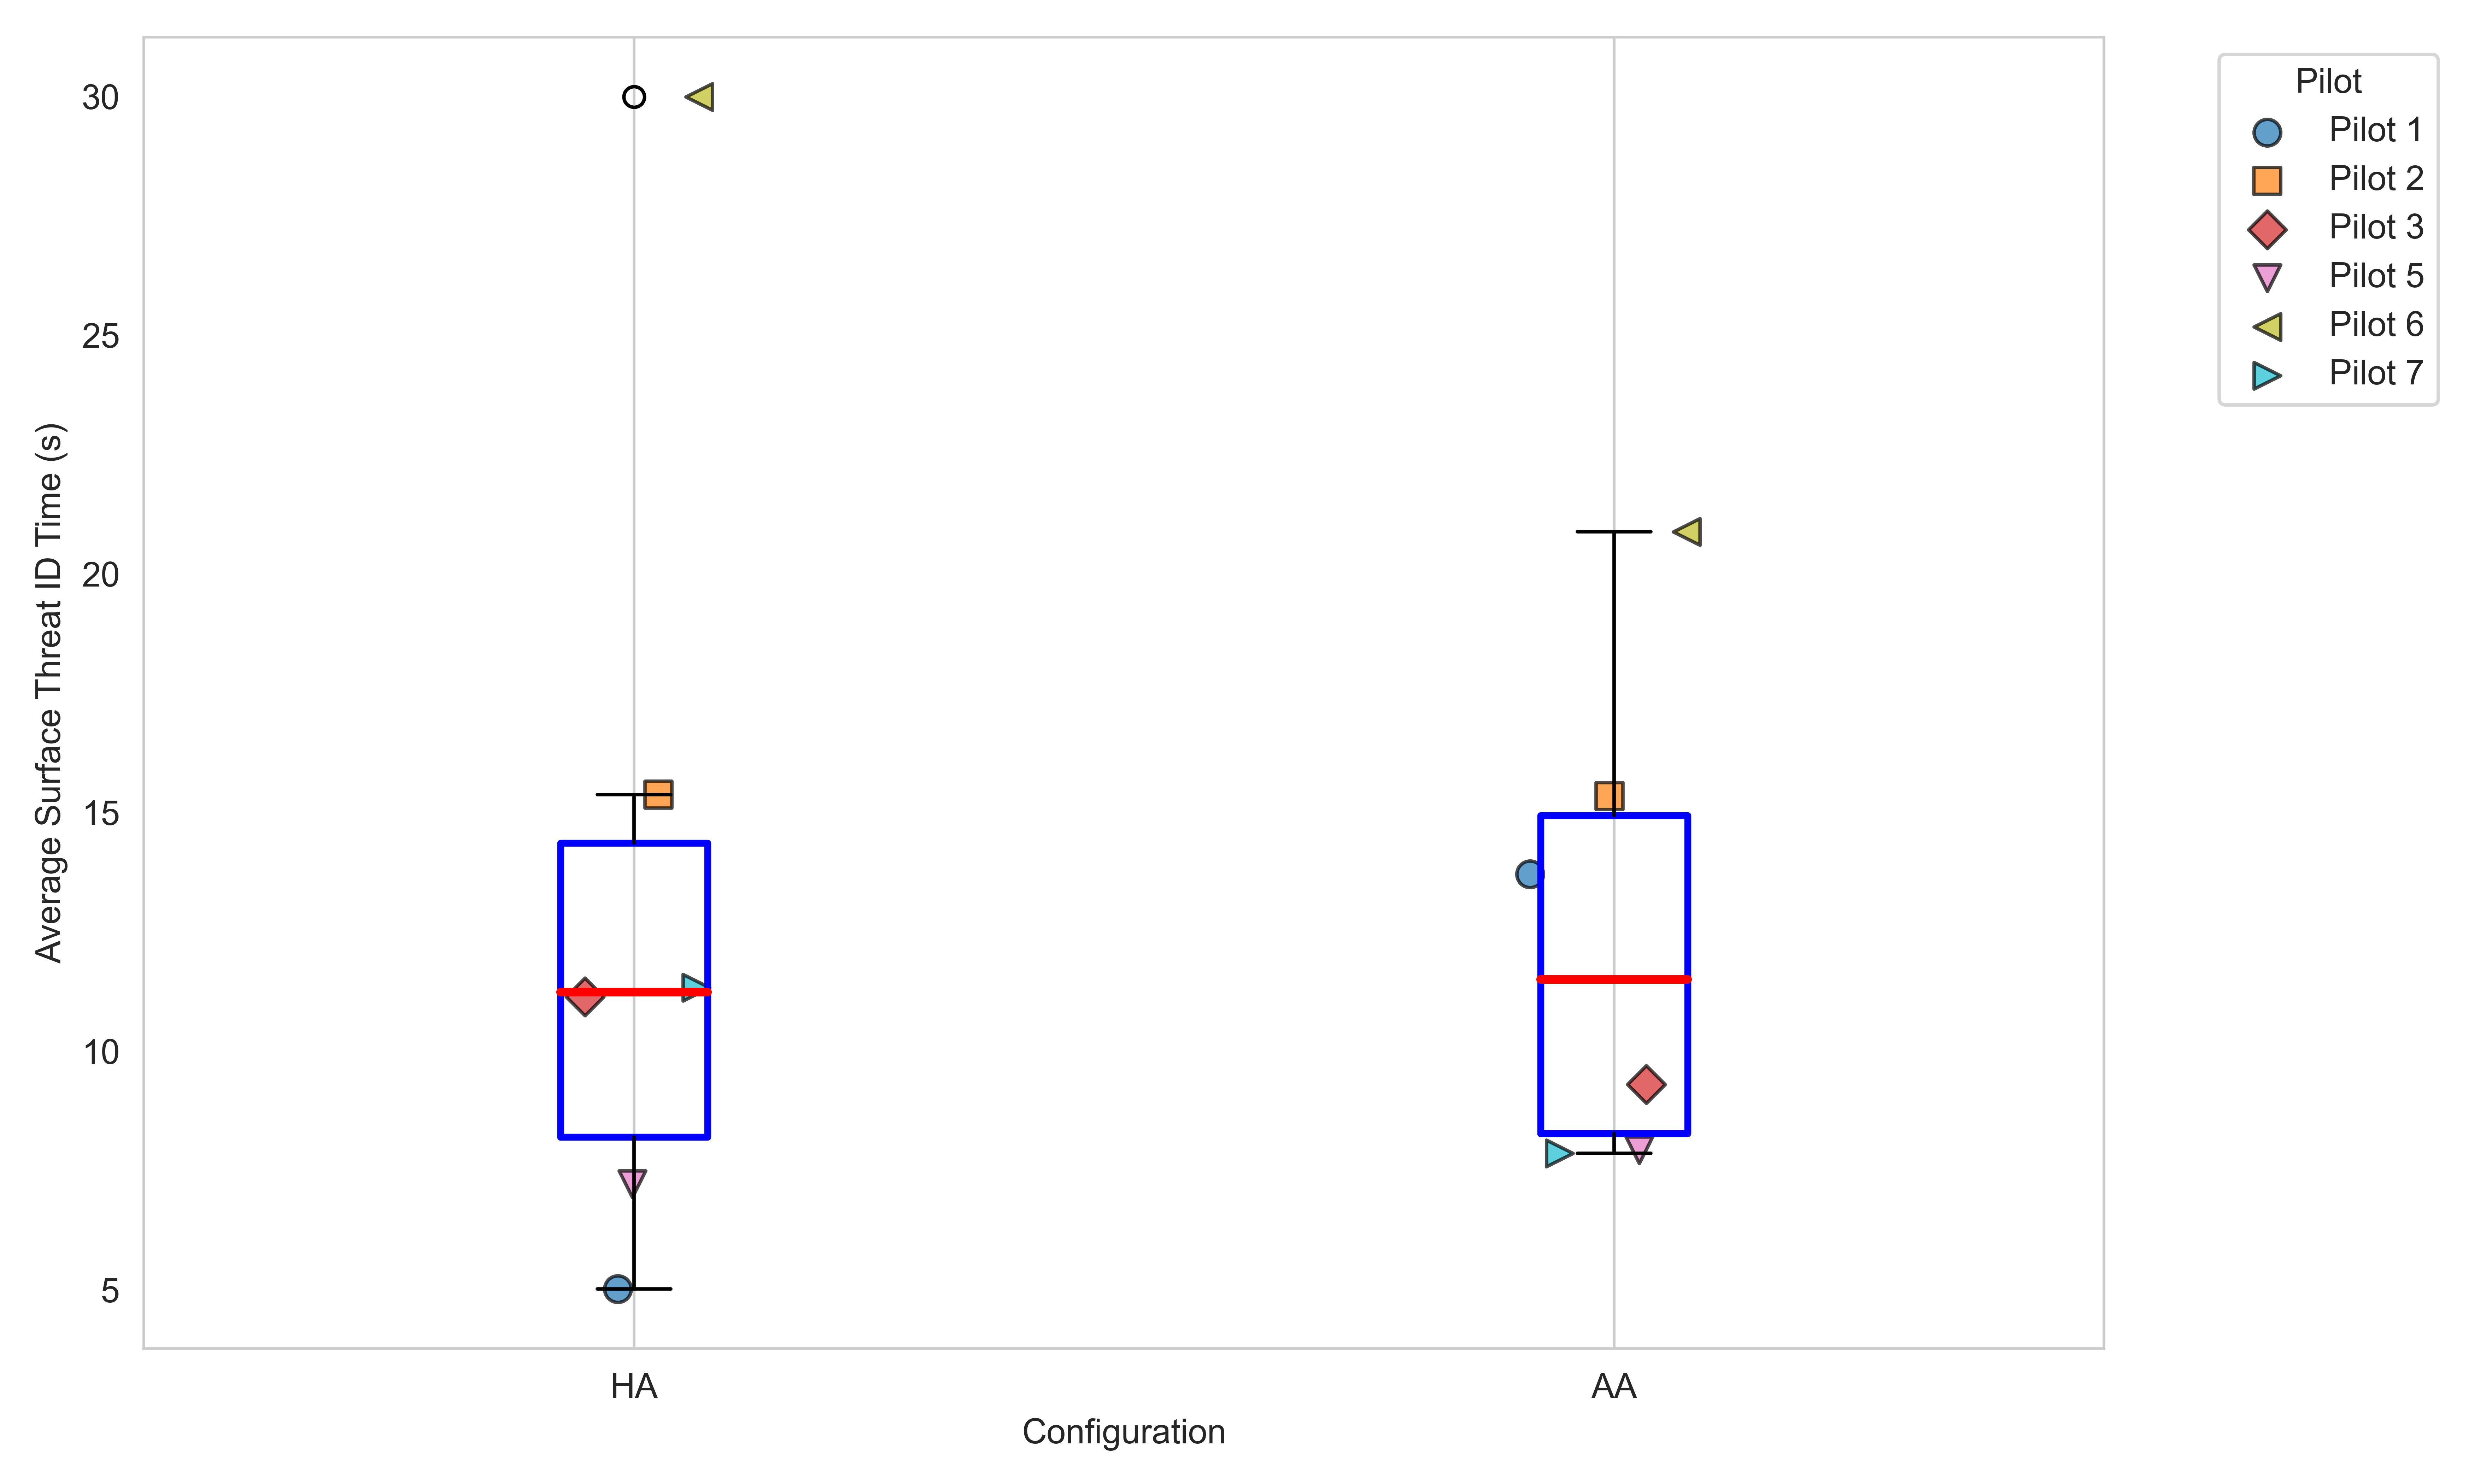 Average Surface Threat ID Time (s)
30
25
20
15
10
5
HA
AA
Configuration
Pilot
Pilot 1
Pilot 2
Pilot 3
Pilot 5
Pilot 6
Pilot 7